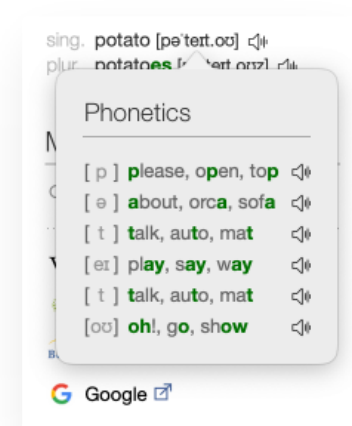 sing. potato [pəˈteɪt.oʊ]
plur. potatoes
Phonetics
[ p ] please, open, top
[ ə ] about, orca, sofa
[ t ] talk, auto, mat
[eɪ] play, say, way
[ t ] talk, auto, mat
[oʊ] oh!, go, show
Google